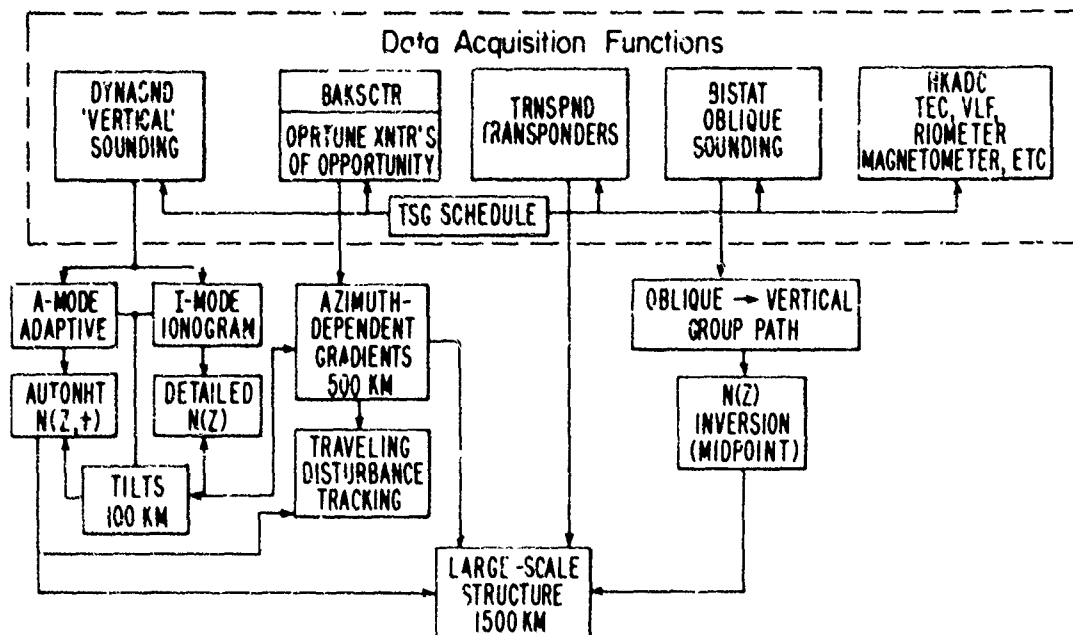 Data Acquisition Functions
DYNASND
'VERTICAL'
SOUNDING
BAKSCTR
OPRTUNE XNTR'S
OF OPPORTUNITY
TRNSPND
TRANSPONDERS
BISTAT
OBLIQUE
SOUNDING
HKADC
TEC, VLF,
RIOMETER
MAGNETOMETER, ETC
TSG SCHEDULE
A-MODE
ADAPTIVE
I-MODE
IONOGRAM
AZIMUTH-
DEPENDENT
GRADIENTS
500 KM
OBLIQUE → VERTICAL
GROUP PATH
AUTONHT
N(Z,t)
DETAILED
N(Z)
N(Z)
INVERSION
(MIDPOINT)
TRAVELING
DISTURBANCE
TRACKING
TILTS
100 KM
LARGE-SCALE
STRUCTURE
1500 KM